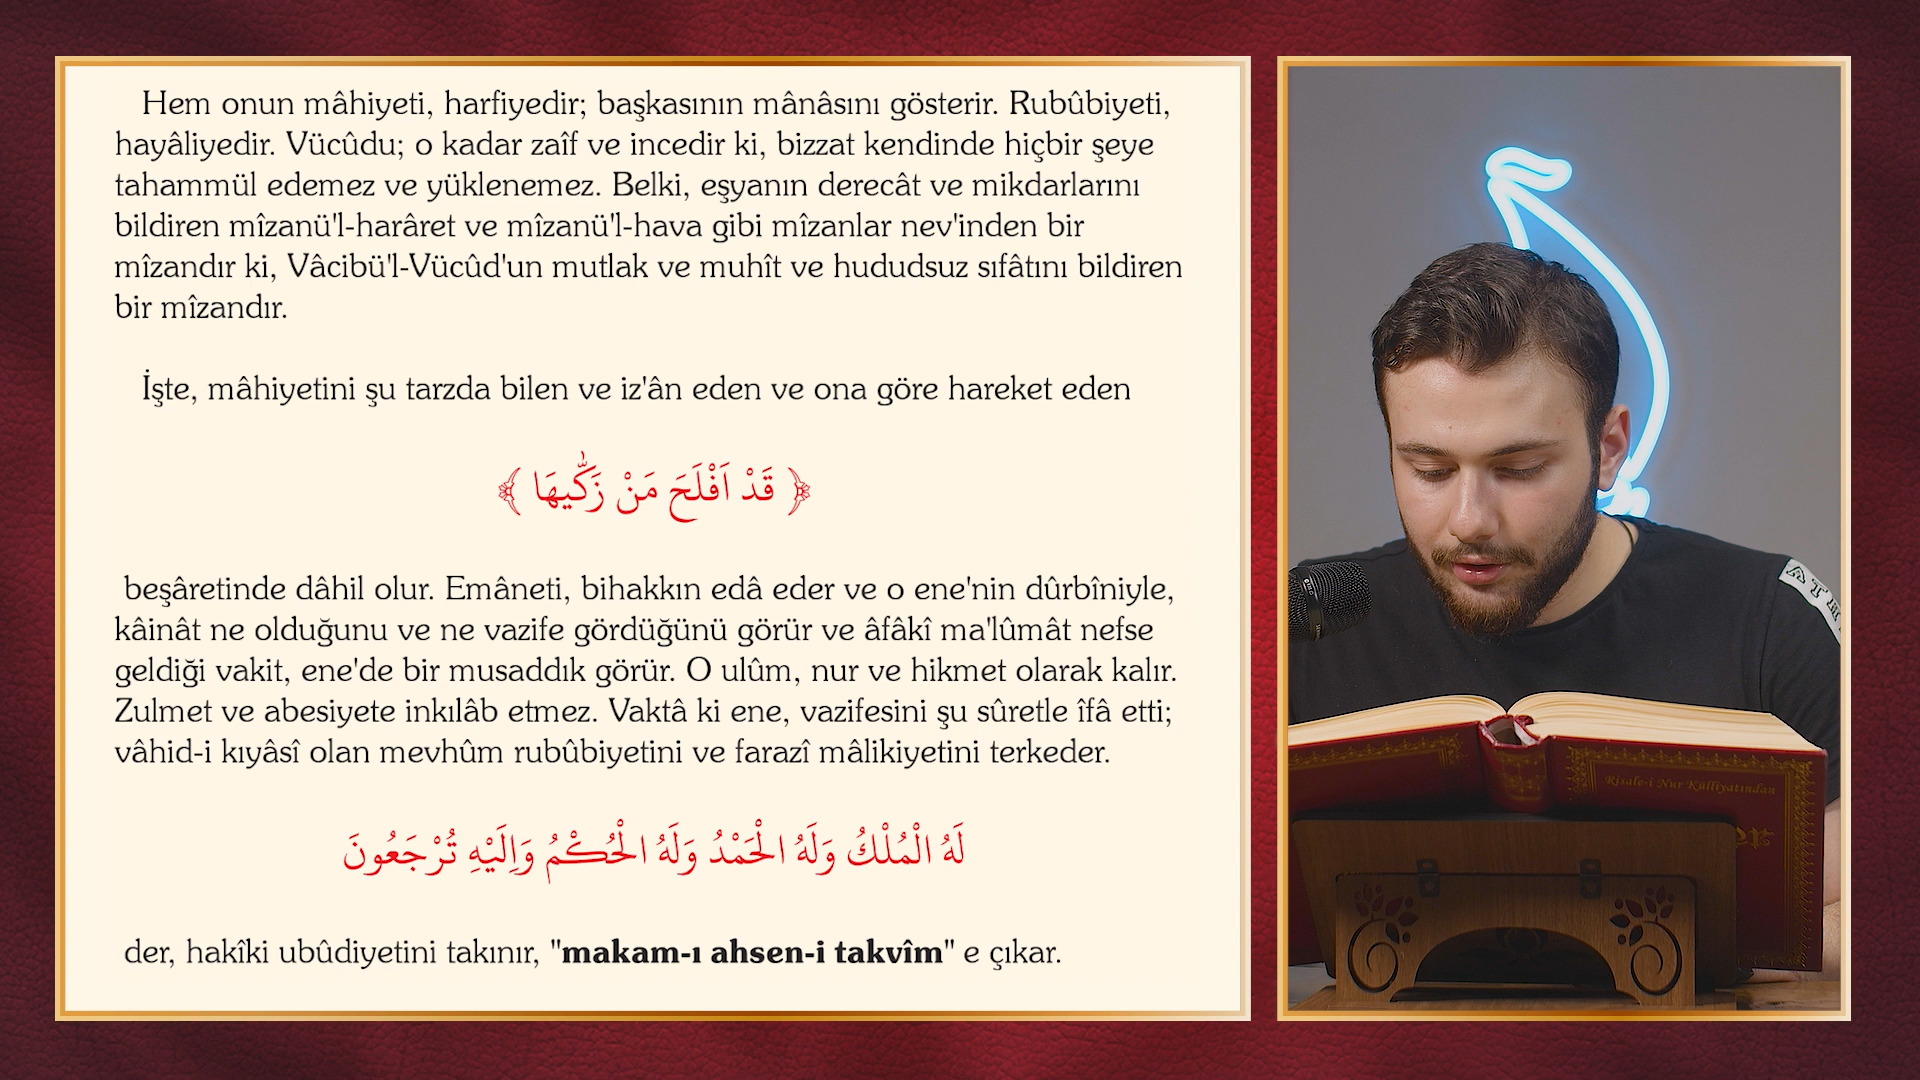 Hem onun mâhiyeti, harfiyedir; başkasının mânâsını gösterir. Rubûbiyeti,
hayâliyedir. Vücûdu; o kadar zaîf ve incedir ki, bizzat kendinde hiçbir şeye
tahammül edemez ve yüklenemez. Belki, eşyanın derecât ve mikdarlarını
bildiren mîzanü'l-harâret ve mîzanü'l-hava gibi mîzanlar nev'inden bir
mîzandır ki, Vâcibü'l-Vücûd'un mutlak ve muhît ve hududsuz sıfâtını bildiren
bir mîzandır.
İşte, mâhiyetini şu tarzda bilen ve iz'ân eden ve ona göre hareket eden
﴿ قَدْ اَفْلَحَ مَنْ زَكّٰيهَا ﴾
beşâretinde dâhil olur. Emâneti, bihakkın edâ eder ve o ene'nin dûrbîniyle,
kâinât ne olduğunu ve ne vazife gördüğünü görür ve âfâkî ma'lûmât nefse
geldiği vakit, ene'de bir musaddık görür. O ulûm, nur ve hikmet olarak kalır.
Zulmet ve abesiyete inkılâb etmez. Vaktâ ki ene, vazifesini şu sûretle îfâ etti;
vâhid-i kıyâsî olan mevhûm rubûbiyetini ve farazî mâlikiyetini terkeder.
لَهُ الْمُلْكُ وَلَهُ الْحَمْدُ وَلَهُ الْحُكْمُ وَاِلَيْهِ تُرْجَعُونَ
der, hakîki ubûdiyetini takınır, "makam-ı ahsen-i takvîm" e çıkar.
Risale-i Nur Külliyatından